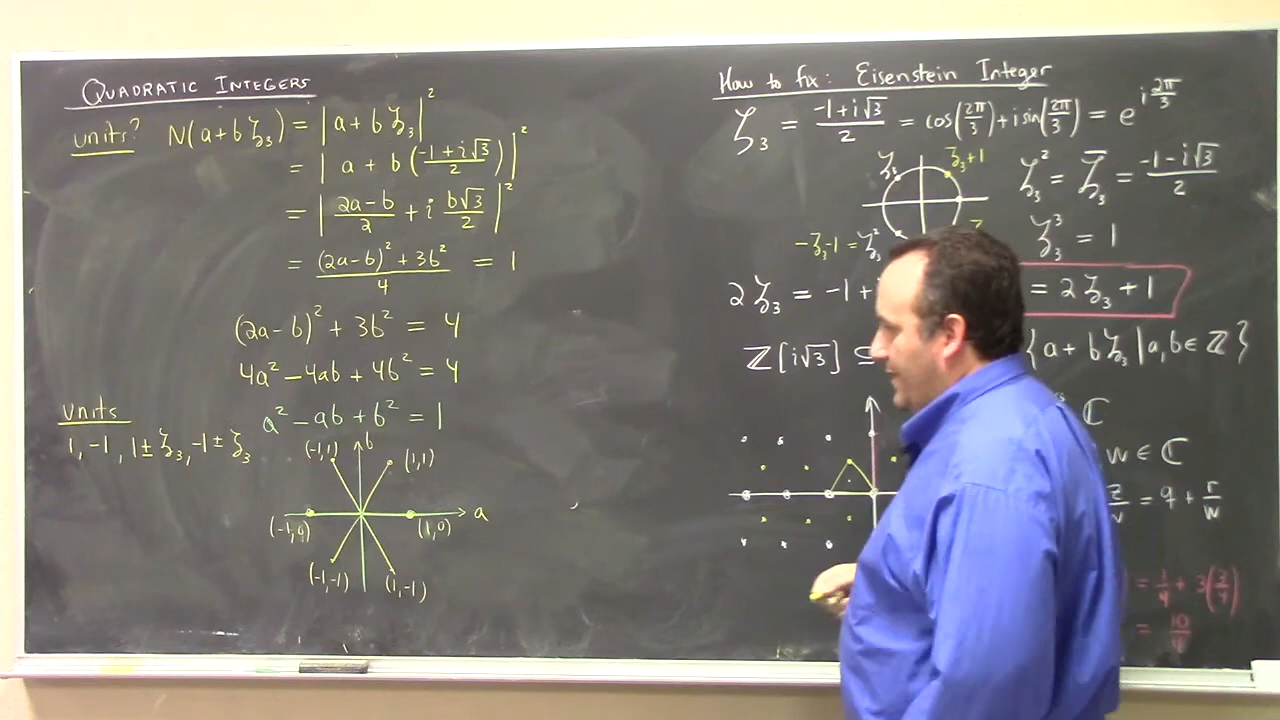 QUADRATIC INTEGERS
units? N(a+bζ₃) = |a+bζ₃|²
= |a+b(-1+i√3/2)|²
= |2a-b/2 + i b√3/2|²
= (2a-b)²+3b²/4 = 1
(2a-b)²+3b² = 4
4a²-4ab+4b² = 4
a²-ab+b² = 1
units
1, -1, 1±ζ₃, -1±ζ₃
b
(-1,1) (1,1)
a
(-1,0) (1,0)
(-1,-1) (1,-1)
How to fix: Eisenstein Integer
ζ₃ = -1+i√3/2 = cos(2π/3)+i sin(2π/3) = e^{i 2π/3}
ζ₃ ζ₃+1
ζ₃² = ζ̄₃ = -1-i√3/2
-ζ₃-1 = ζ₃²
ζ₃³ = 1
2ζ₃ = -1+
= 2ζ₃+1
ℤ[i√3] ⊆
{a+bζ₃ | a,b∈ℤ}
ℂ
w ∈ ℂ
= q + r/w
= 1/4 + 3(